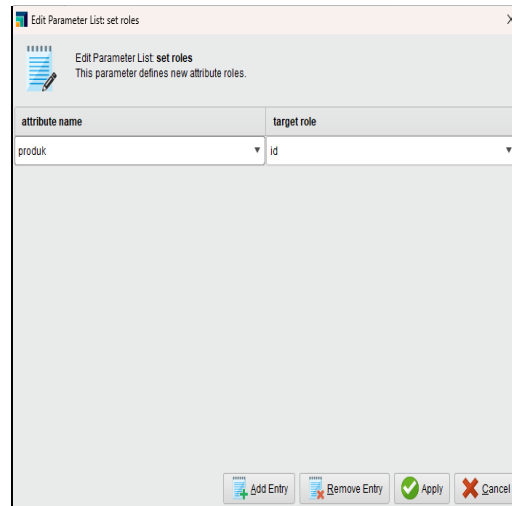 Edit Parameter List: set roles
Edit Parameter List: set roles
This parameter defines new attribute roles.
attribute name target role
produk id
Add Entry Remove Entry Apply Cancel